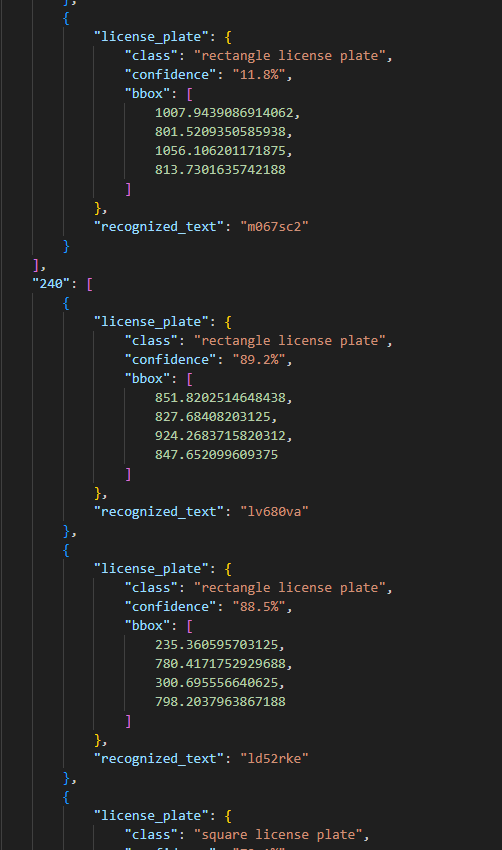 },
{
"license_plate": {
"class": "rectangle license plate",
"confidence": "11.8%",
"bbox": [
1007.9439086914062,
801.5209350585938,
1056.106201171875,
813.7301635742188
]
},
"recognized_text": "m067sc2"
}
],
"240": [
{
"license_plate": {
"class": "rectangle license plate",
"confidence": "89.2%",
"bbox": [
851.8202514648438,
827.68408203125,
924.2683715820312,
847.652099609375
]
},
"recognized_text": "lv680va"
},
{
"license_plate": {
"class": "rectangle license plate",
"confidence": "88.5%",
"bbox": [
235.360595703125,
780.4171752929688,
300.695556640625,
798.2037963867188
]
},
"recognized_text": "ld52rke"
},
{
"license_plate": {
"class": "square license plate",